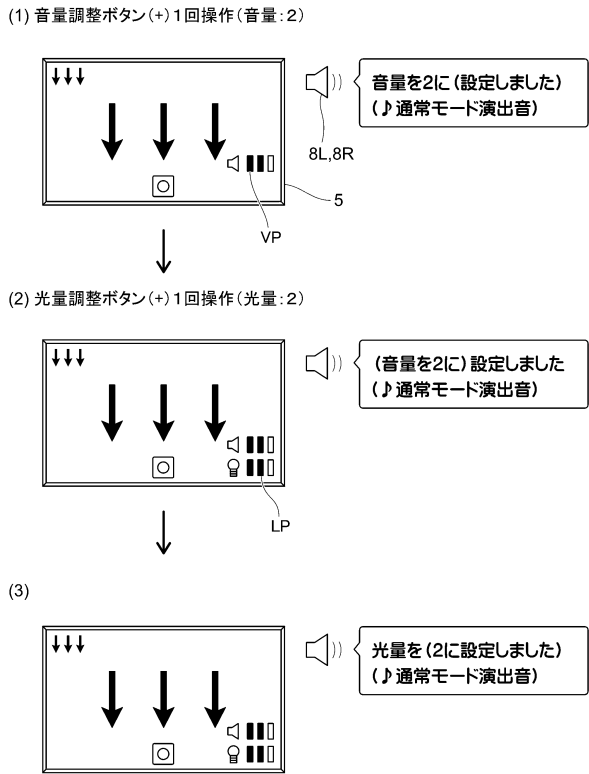 (1) 音量調整ボタン(+)1回操作(音量:2)
音量を2に(設定しました)
(♪通常モード演出音)
8L,8R
5
VP
(2) 光量調整ボタン(+)1回操作(光量:2)
(音量を2に)設定しました
(♪通常モード演出音)
LP
(3)
光量を(2に設定しました)
(♪通常モード演出音)